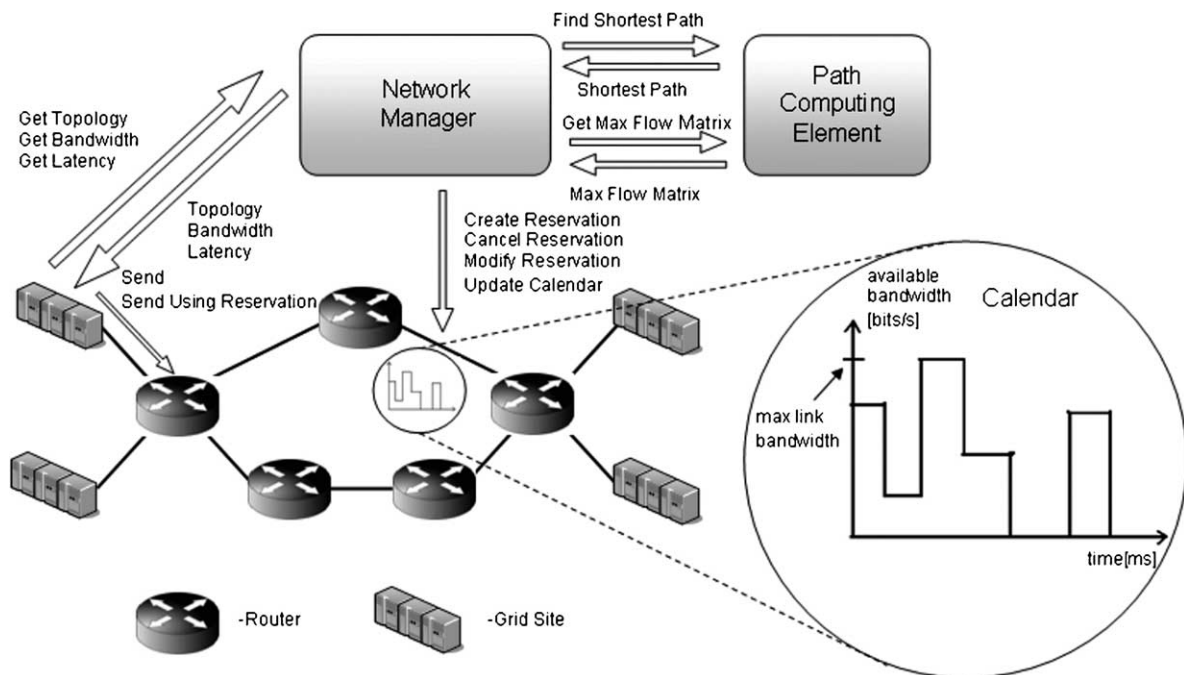 Find Shortest Path
Network
Manager
Shortest Path
Path
Computing
Element
Get Max Flow Matrix
Max Flow Matrix
Get Topology
Get Bandwidth
Get Latency
Topology
Bandwidth
Latency
Create Reservation
Cancel Reservation
Modify Reservation
Update Calendar
Send
Send Using Reservation
available
bandwidth
[bits/s]
Calendar
max link
bandwidth
time[ms]
-Router
-Grid Site